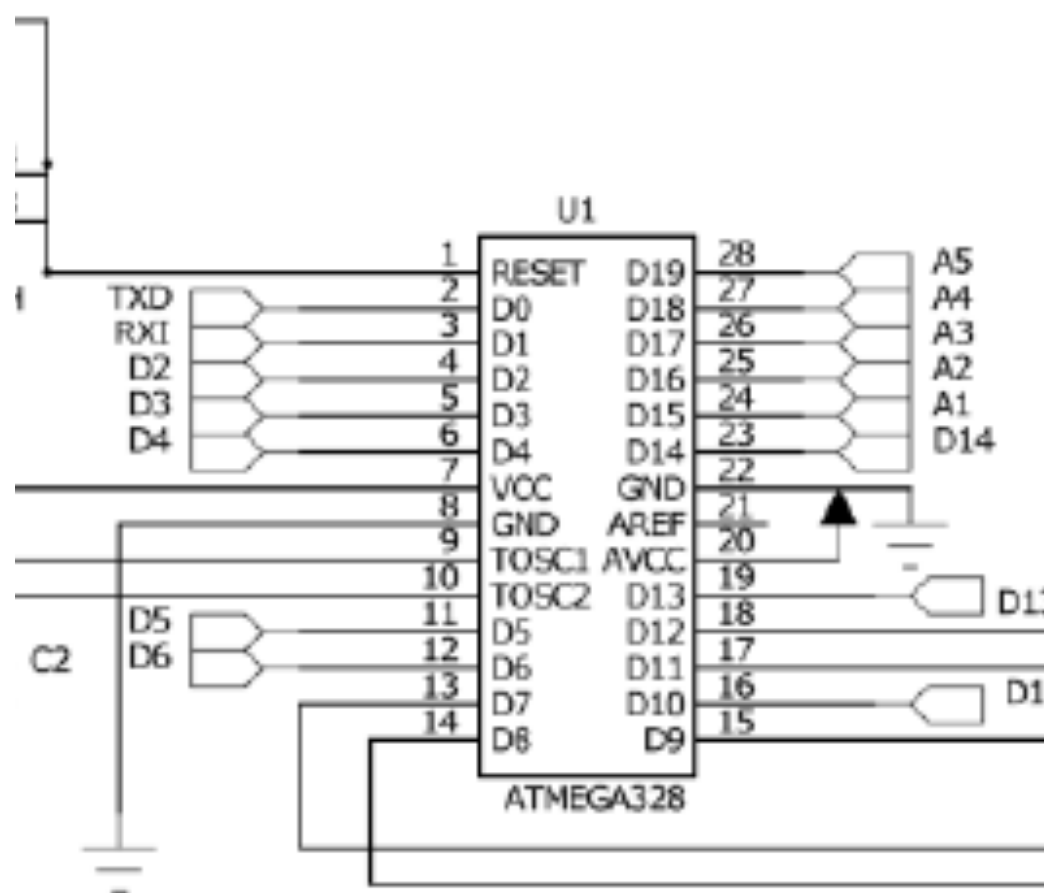 U1
1 RESET D19 28 A5
TXD 2 D0 D18 27 A4
RXI 3 D1 D17 26 A3
D2 4 D2 D16 25 A2
D3 5 D3 D15 24 A1
D4 6 D4 D14 23 D14
7 VCC GND 22
8 GND AREF 21
9 TOSC1 AVCC 20
10 TOSC2 D13 19
D5 11 D5 D12 18
C2 D6 12 D6 D11 17
13 D7 D10 16
14 D8 D9 15
ATMEGA328